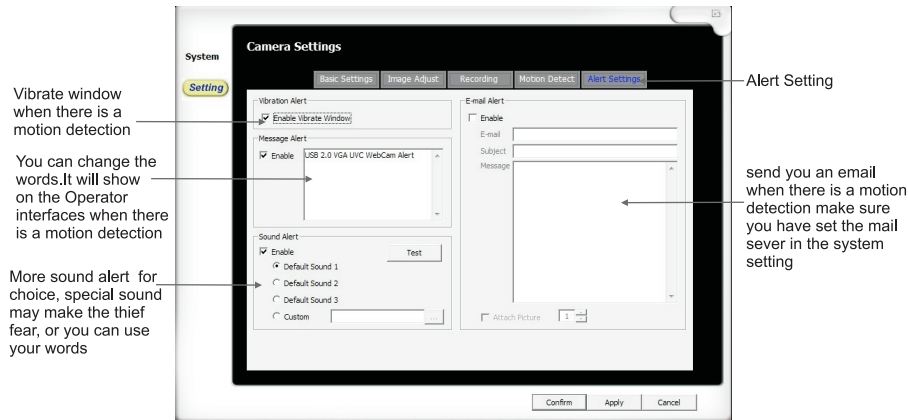 System
Setting
Camera Settings
Basic Settings
Image Adjust
Recording
Motion Detect
Alert Settings
Alert Setting
Vibration Alert
Enable Vibrate Window
Vibrate window
when there is a
motion detection
Message Alert
Enable
USB 2.0 VGA UVC WebCam Alert
You can change the
words.It will show
on the Operator
interfaces when there
is a motion detection
Sound Alert
Enable
Test
Default Sound 1
Default Sound 2
Default Sound 3
Custom
...
More sound alert for
choice, special sound
may make the thief
fear, or you can use
your words
E-mail Alert
Enable
E-mail
Subject
Message
send you an email
when there is a motion
detection make sure
you have set the mail
sever in the system
setting
Attach Picture
1
Confirm
Apply
Cancel